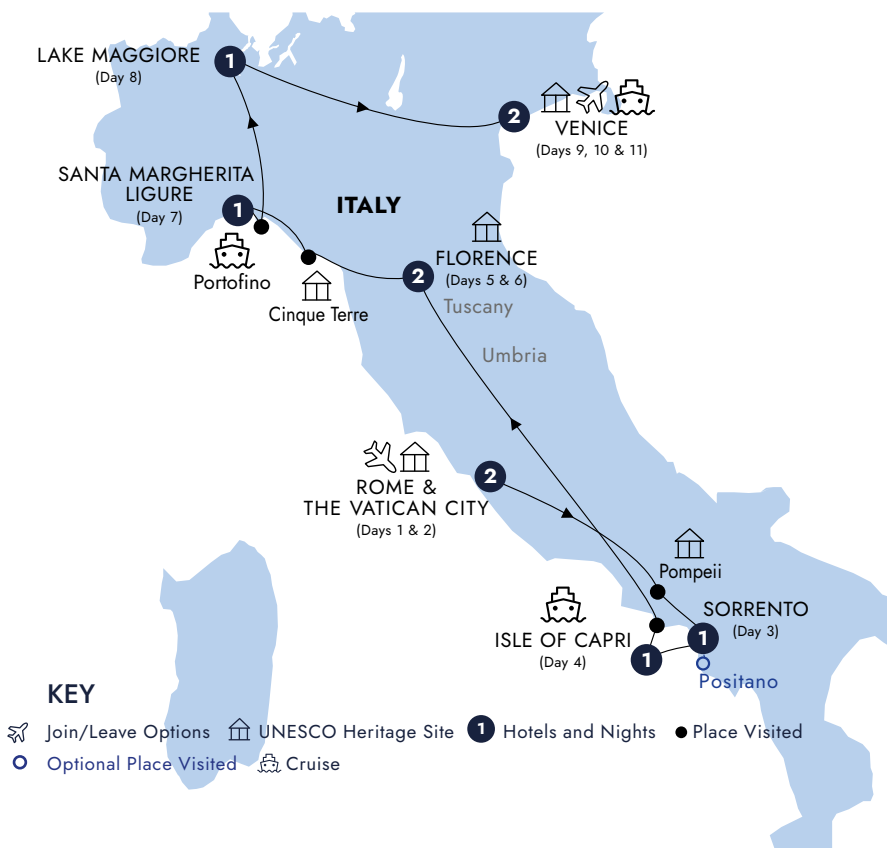 LAKE MAGGIORE
(Day 8)
1
2
VENICE
(Days 9, 10 & 11)
SANTA MARGHERITA
LIGURE
(Day 7)
1
ITALY
Portofino
Cinque Terre
FLORENCE
(Days 5 & 6)
2
Tuscany
Umbria
2
ROME &
THE VATICAN CITY
(Days 1 & 2)
Pompeii
SORRENTO
(Day 3)
1
ISLE OF CAPRI
(Day 4)
1
Positano
KEY
Join/Leave Options
UNESCO Heritage Site
1 Hotels and Nights
Place Visited
Optional Place Visited
Cruise